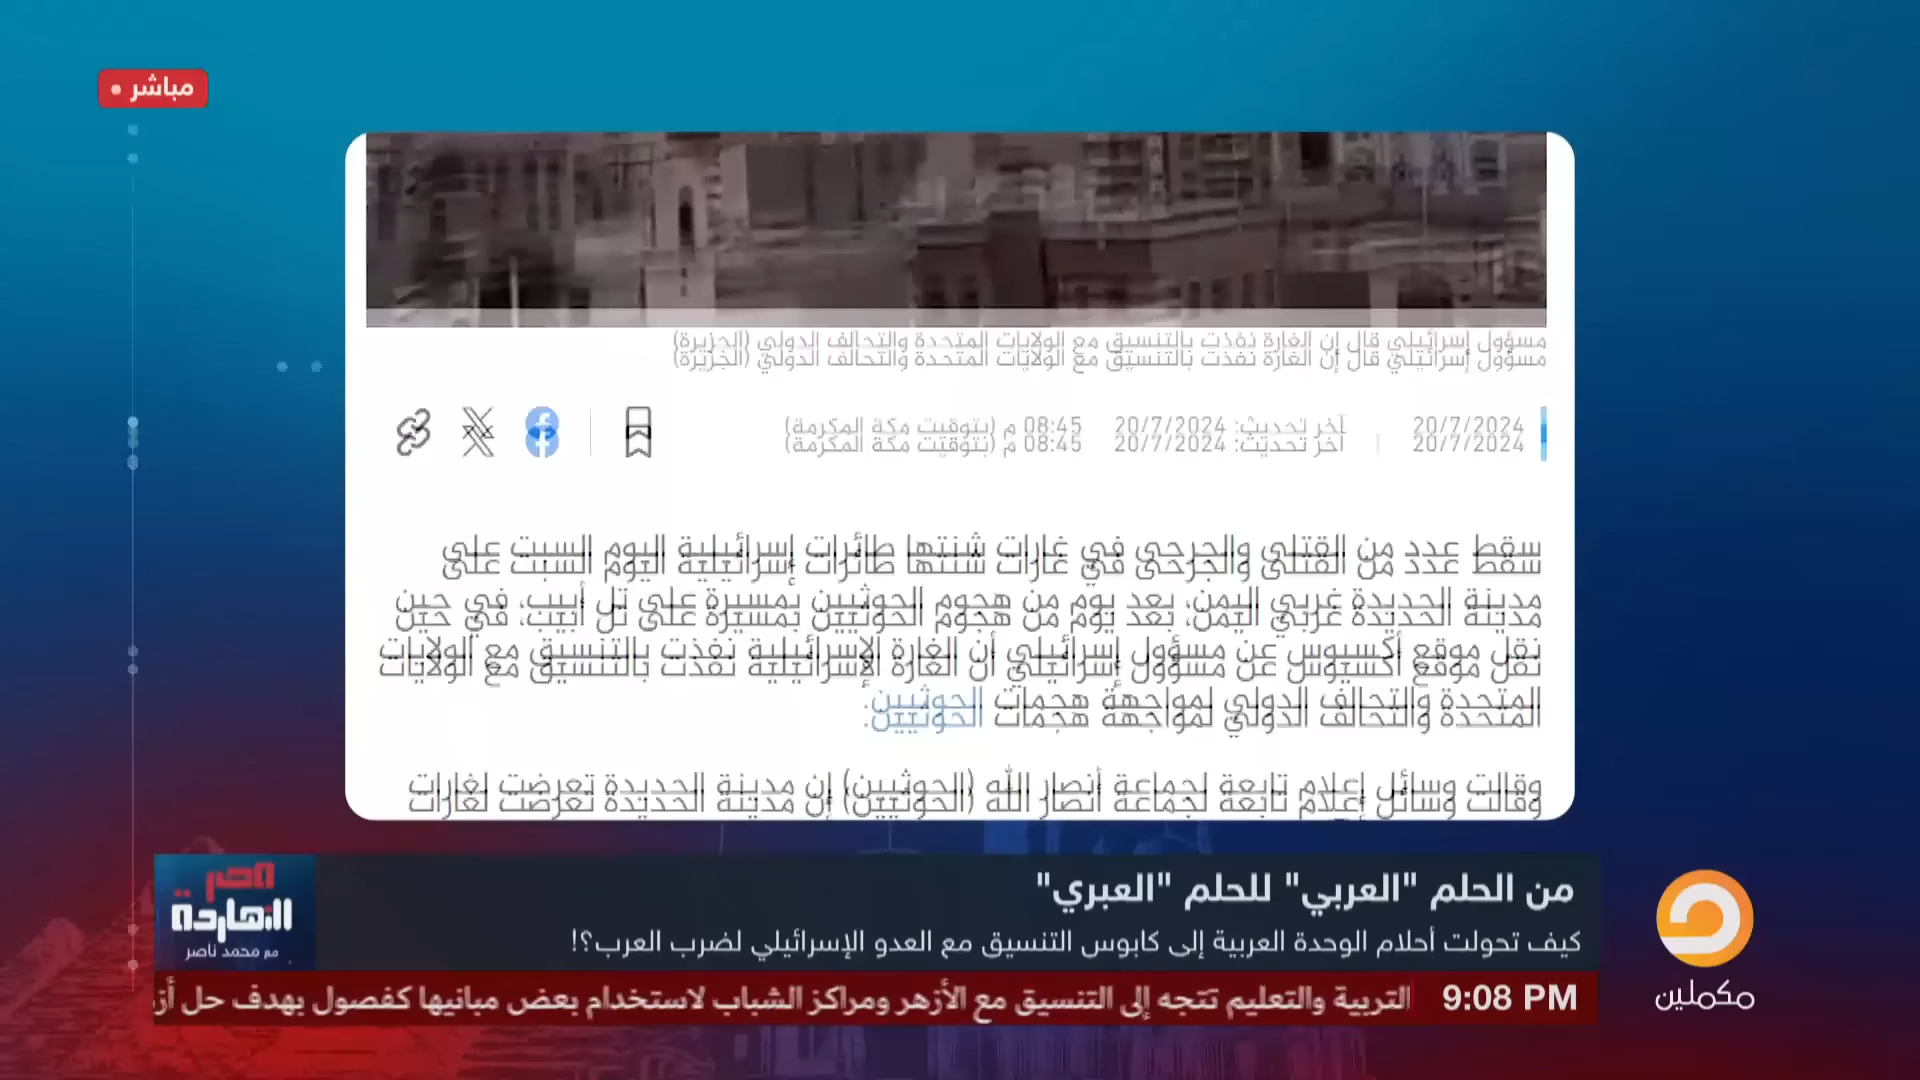 مباشر
مسؤول إسرائيلي قال إن الغارة نفذت بالتنسيق مع الولايات المتحدة والتحالف الدولي (الجزيرة)
20/7/2024 | آخر تحديث: 20/7/2024 08:45 م (بتوقيت مكة المكرمة)
سقط عدد من القتلى والجرحى في غارات شنتها طائرات إسرائيلية اليوم السبت على
مدينة الحديدة غربي اليمن، بعد يوم من هجوم الحوثيين بمسيرة على تل أبيب، في حين
نقل موقع أكسيوس عن مسؤول إسرائيلي أن الغارة الإسرائيلية نفذت بالتنسيق مع الولايات
المتحدة والتحالف الدولي لمواجهة هجمات الحوثيين.
وقالت وسائل إعلام تابعة لجماعة أنصار الله (الحوثيين) إن مدينة الحديدة تعرضت لغارات
من الحلم "العربي" للحلم "العبري"
كيف تحولت أحلام الوحدة العربية إلى كابوس التنسيق مع العدو الإسرائيلي لضرب العرب؟!
مصر
النهاردة
مع محمد ناصر
9:08 PM التربية والتعليم تتجه إلى التنسيق مع الأزهر ومراكز الشباب لاستخدام بعض مبانيها كفصول بهدف حل
مكملين